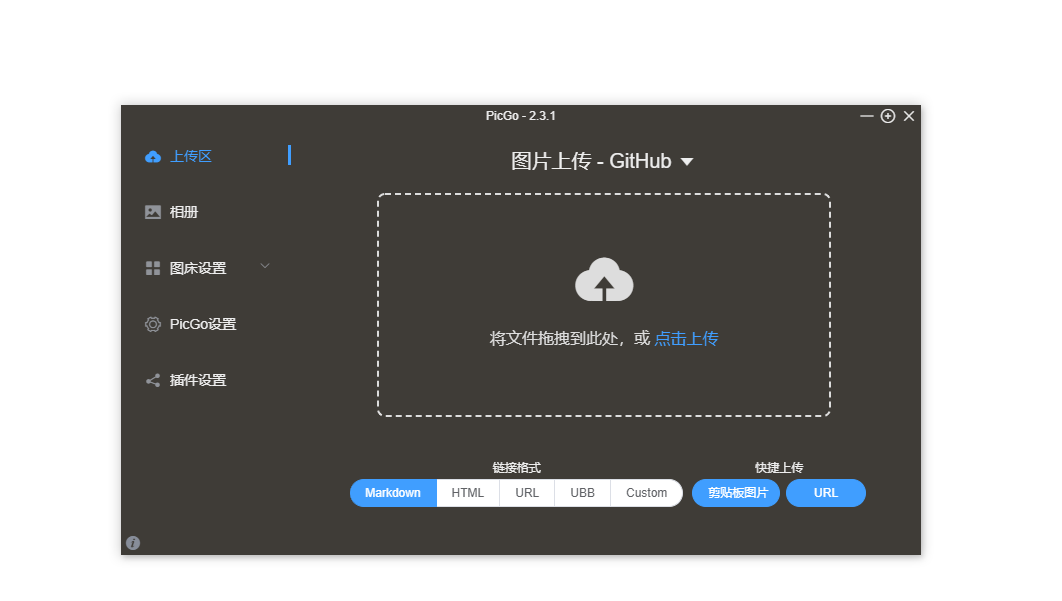 PicGo - 2.3.1
上传区
相册
图床设置
PicGo设置
插件设置
图片上传 - GitHub
将文件拖拽到此处，或 点击上传
链接格式
Markdown HTML URL UBB Custom
快捷上传
剪贴板图片 URL